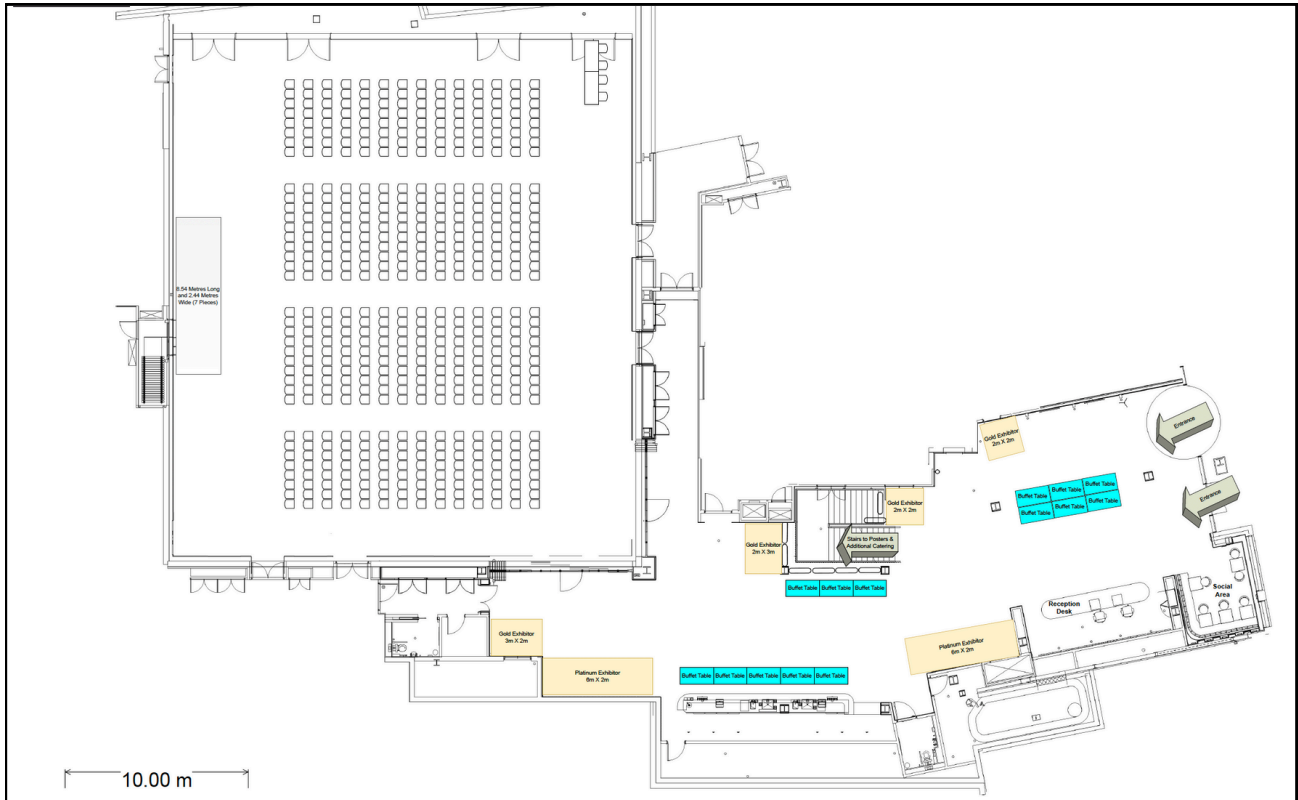 8.54 Metres Long
and 2.44 Metres
Wide (7 Pieces)
Entrance
Gold Exhibitor
2m X 2m
Buffet Table
Buffet Table
Buffet Table
Buffet Table
Buffet Table
Buffet Table
Entrance
Gold Exhibitor
2m X 2m
Gold Exhibitor
2m X 3m
Stairs to Posters &
Additional Catering
Buffet Table
Buffet Table
Buffet Table
Social
Area
Reception
Desk
Gold Exhibitor
3m X 2m
Platinum Exhibitor
6m X 2m
Platinum Exhibitor
6m X 2m
Buffet Table
Buffet Table
Buffet Table
Buffet Table
Buffet Table
10.00 m